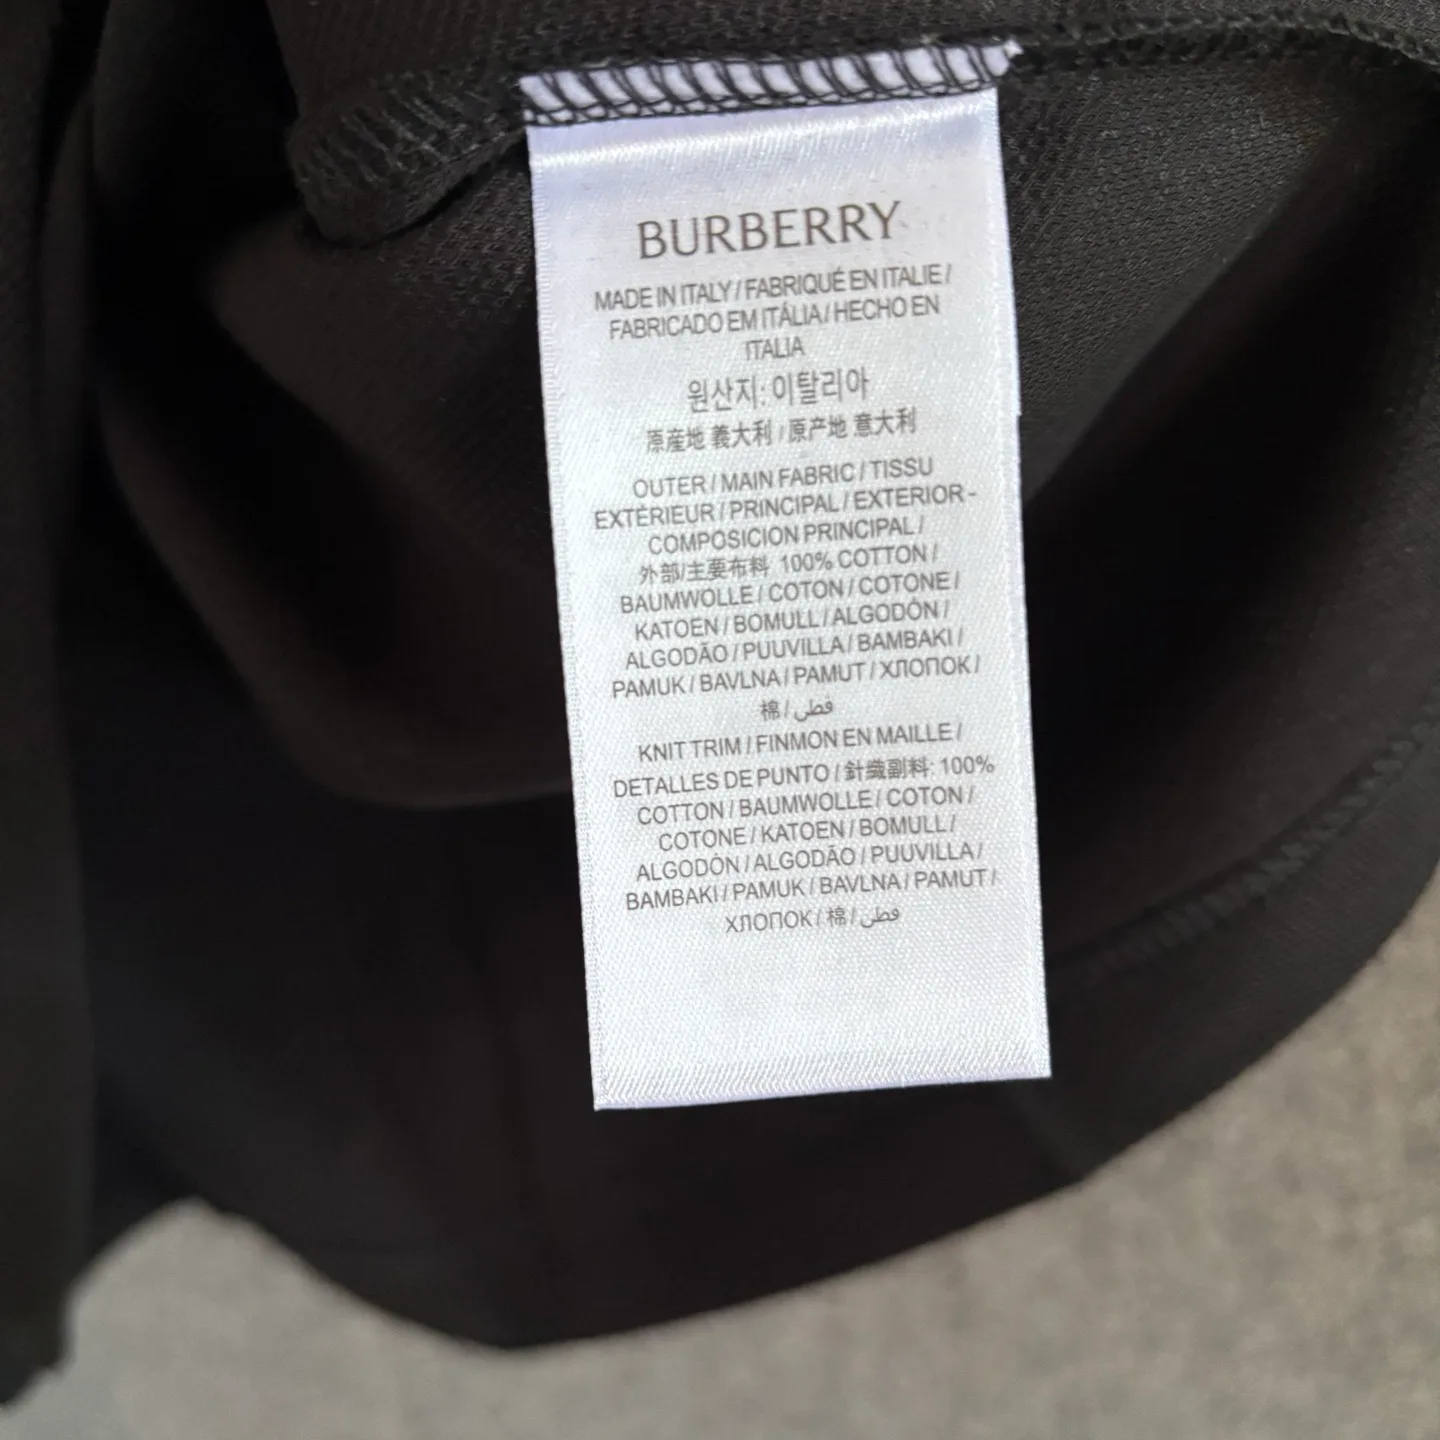 BURBERRY
MADE IN ITALY / FABRIQUÉ EN ITALIE /
FABRICADO EM ITÁLIA / HECHO EN
ITALIA
원산지: 이탈리아
原産地 義大利 / 原产地 意大利
OUTER / MAIN FABRIC / TISSU
EXTÉRIEUR / PRINCIPAL / EXTERIOR -
COMPOSICION PRINCIPAL /
外部/主要布料 100% COTTON /
BAUMWOLLE / COTON / COTONE /
KATOEN / BOMULL / ALGODÓN /
ALGODÃO / PUUVILLA / BAMBAKI /
PAMUK / BAVLNA / PAMUT / ХЛОПОК /
棉 / قطن
KNIT TRIM / FINMON EN MAILLE /
DETALLES DE PUNTO / 針織副料: 100%
COTTON / BAUMWOLLE / COTON /
COTONE / KATOEN / BOMULL /
ALGODÓN / ALGODÃO / PUUVILLA /
BAMBAKI / PAMUK / BAVLNA / PAMUT /
ХЛОПОК / 棉 / قطن